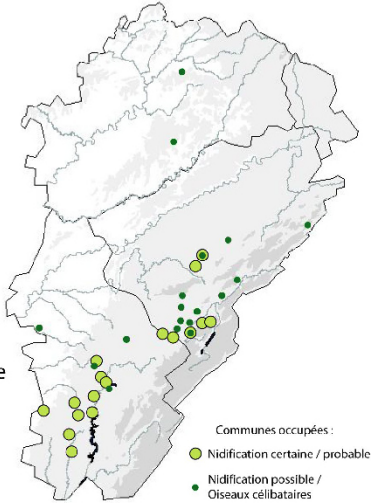 e
Communes occupées :
Nidification certaine / probable
Nidification possible /
Oiseaux célibataires